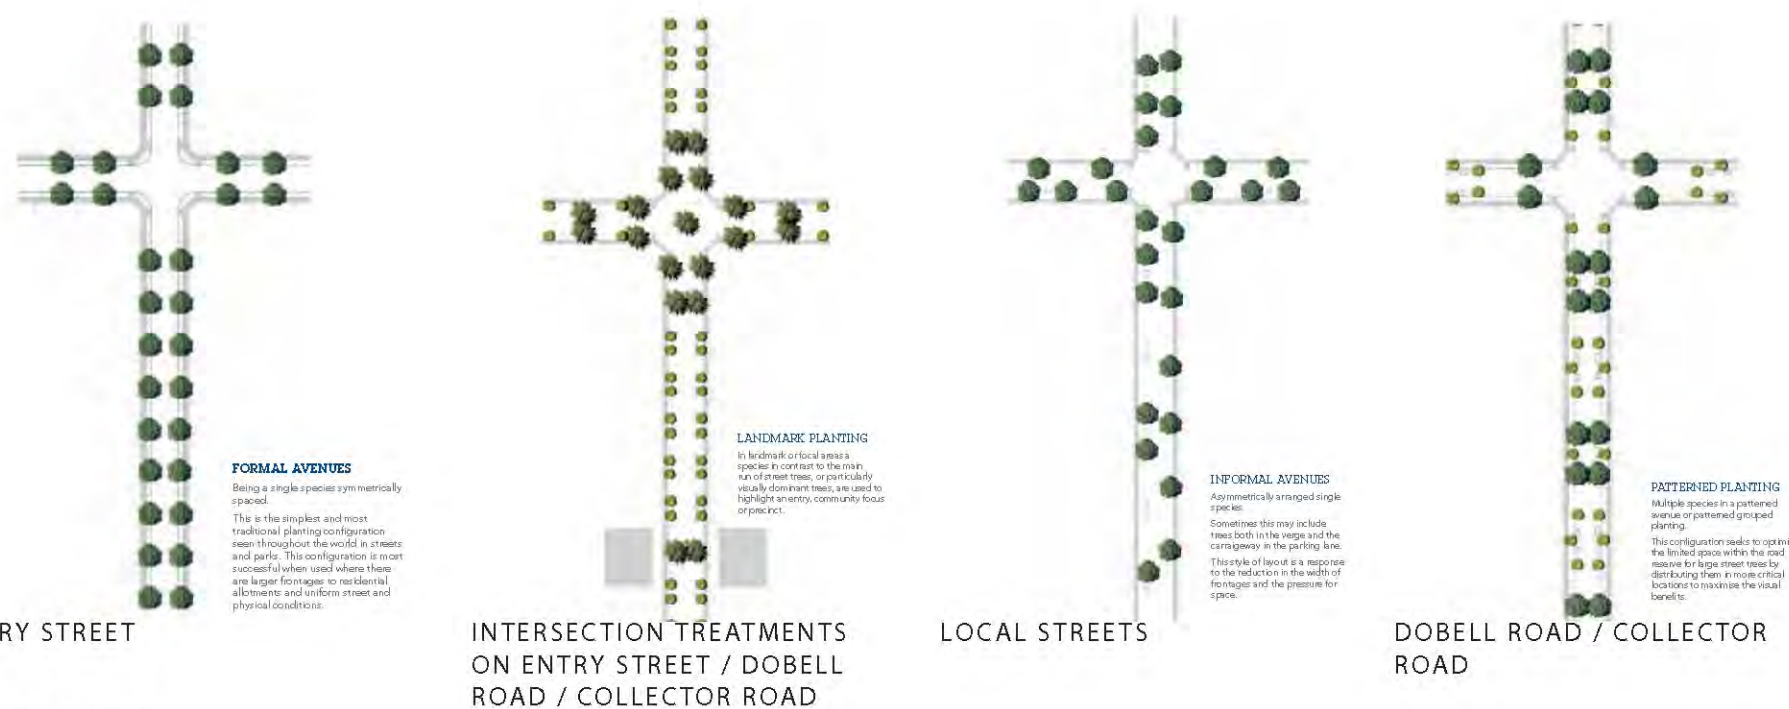 FORMAL AVENUES
Being a single species symmetrically
spaced.
This is the simplest and most
traditional planting configuration
seen throughout the world in streets
and parks. This configuration is most
successful when used where there
are larger frontages to residential
allotments and uniform street and
physical conditions.
RY STREET
LANDMARK PLANTING
In landmark or focal areas a
species in contrast to the main
run of street trees, or particularly
visually dominant trees, are used to
highlight an entry, community focus
or precinct.
INTERSECTION TREATMENTS
ON ENTRY STREET / DOBELL
ROAD / COLLECTOR ROAD
INFORMAL AVENUES
Asymmetrically arranged single
species.
Sometimes this may include
trees both in the verge and the
carraigeway in the parking lane.
This style of layout is a response
to the reduction in the width of
frontages and the pressure for
space.
LOCAL STREETS
PATTERNED PLANTING
Multiple species in a patterned
avenue or patterned grouped
planting.
This configuration seeks to optimi
the limited space within the road
reserve for large street trees by
distributing them in more critical
locations to maximise the visual
benefits.
DOBELL ROAD / COLLECTOR
ROAD